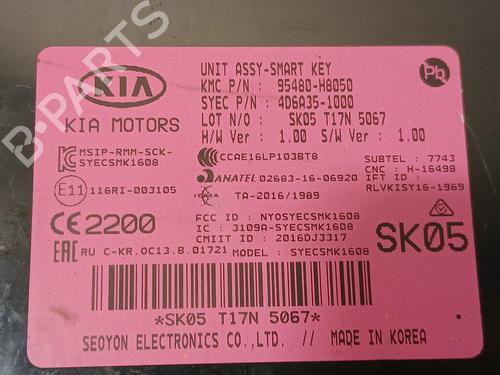 KIA
KIA MOTORS
UNIT ASSY-SMART KEY
KMC P/N : 95480-H8050
SYEC P/N : 4D6A35-1000
LOT N/O : SK05 T17N 5067
H/W Ver : 1.00 S/W Ver : 1.00
Pb
MSIP-RMM-SCK-
SYECSMK1608
E11 116RI-003105
CE2200
EAC RU C-KR.OC13.B.01721
CCAE16LP103BT8
ANATEL 02683-16-06920
TA-2016/1989
SUBTEL : 7743
CNC : H-16498
RLVKISY16-1969
FCC ID : NYOSYECSMK1608
IC : 3109A-SYECSMK1608
CMIIT ID : 2016DJ3317
MODEL : SYECSMK1608
SK05
*SK05 T17N 5067*
SEOYON ELECTRONICS CO.,LTD. // MADE IN KOREA
B-PARTS